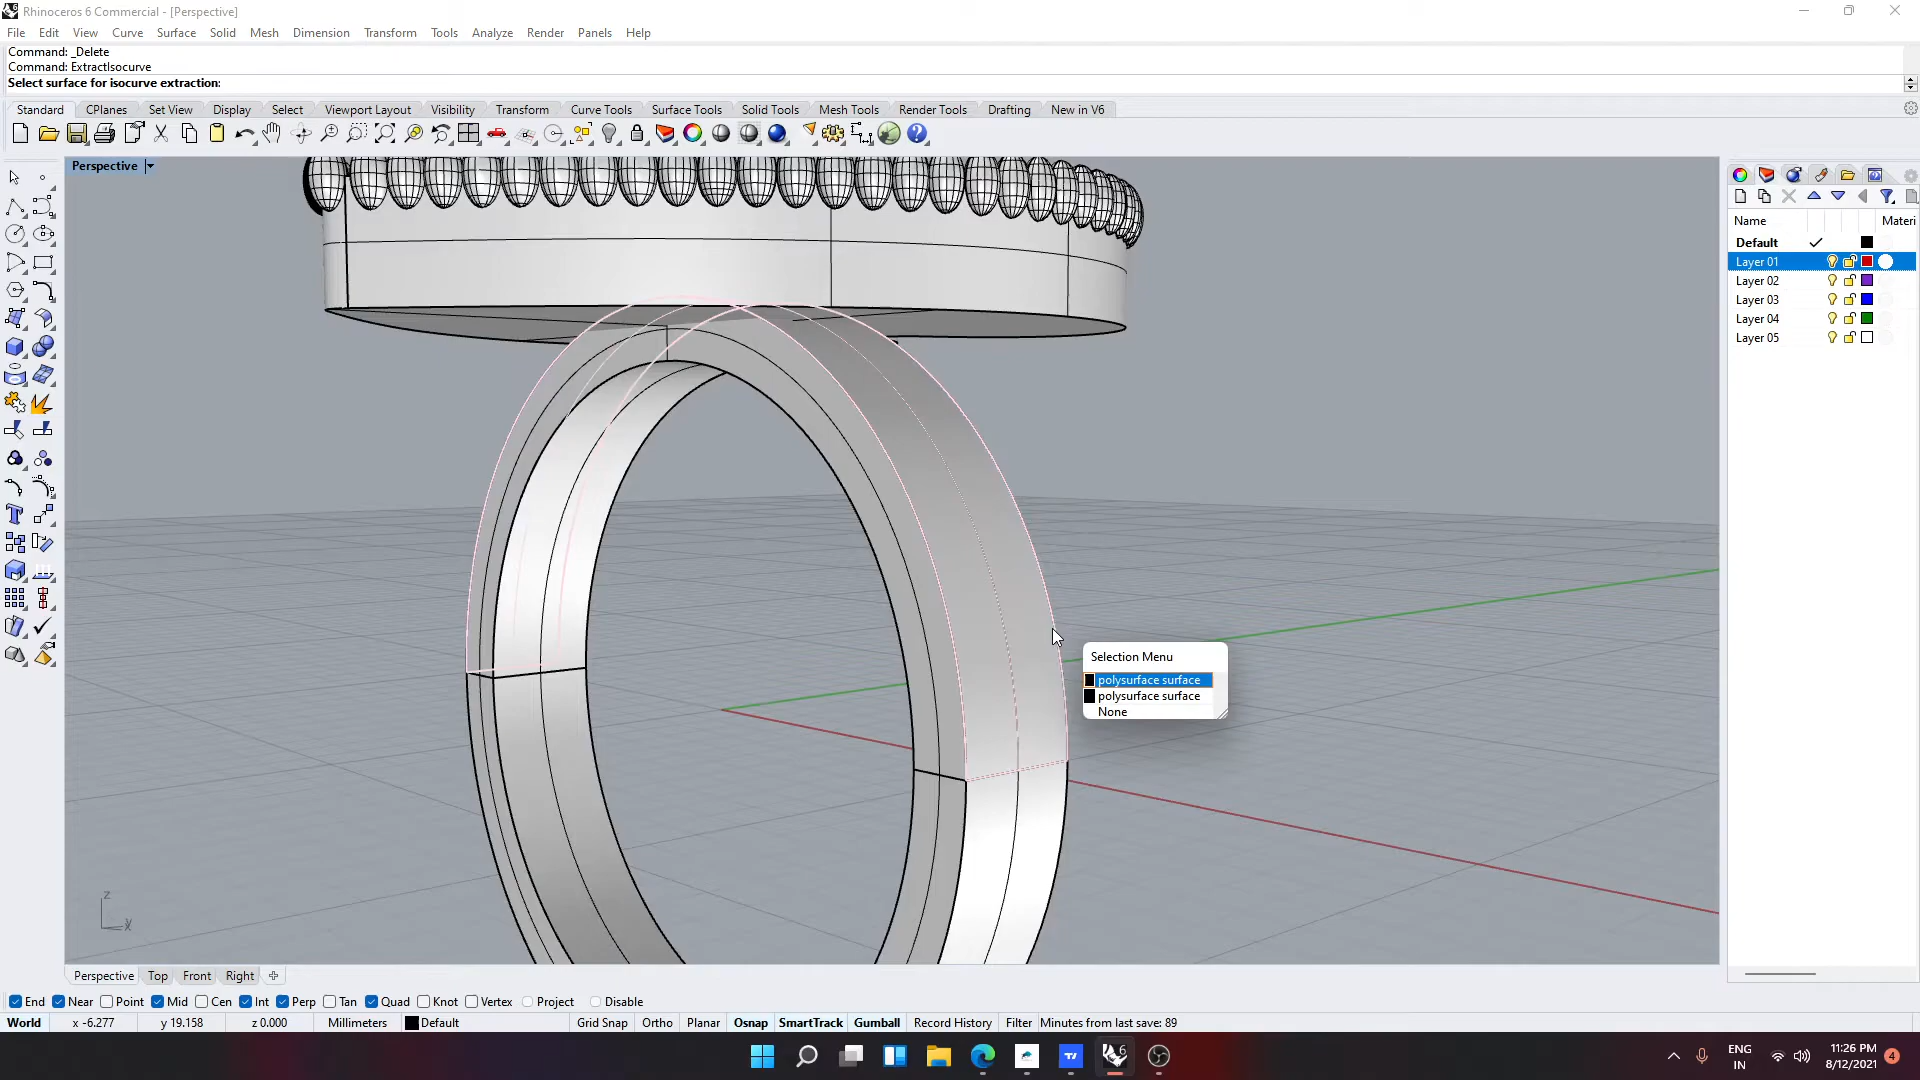 Rhinoceros 6 Commercial - [Perspective]
File Edit View Curve Surface Solid Mesh Dimension Transform Tools Analyze Render Panels Help
Command: _Delete
Command: ExtractIsocurve
Select surface for isocurve extraction:
Standard CPlanes Set View Display Select Viewport Layout Visibility Transform Curve Tools Surface Tools Solid Tools Mesh Tools Render Tools Drafting New in V6
Perspective
Name Materi
Default
Layer 01
Layer 02
Layer 03
Layer 04
Layer 05
Selection Menu
polysurface surface
polysurface surface
None
z
Perspective Top Front Right
End Near Point Mid Cen Int Perp Tan Quad Knot Vertex Project Disable
World x -6.277 y 19.158 z 0.000 Millimeters Default Grid Snap Ortho Planar Osnap SmartTrack Gumball Record History Filter Minutes from last save: 89
ENG
IN
11:26 PM
8/12/2021
4